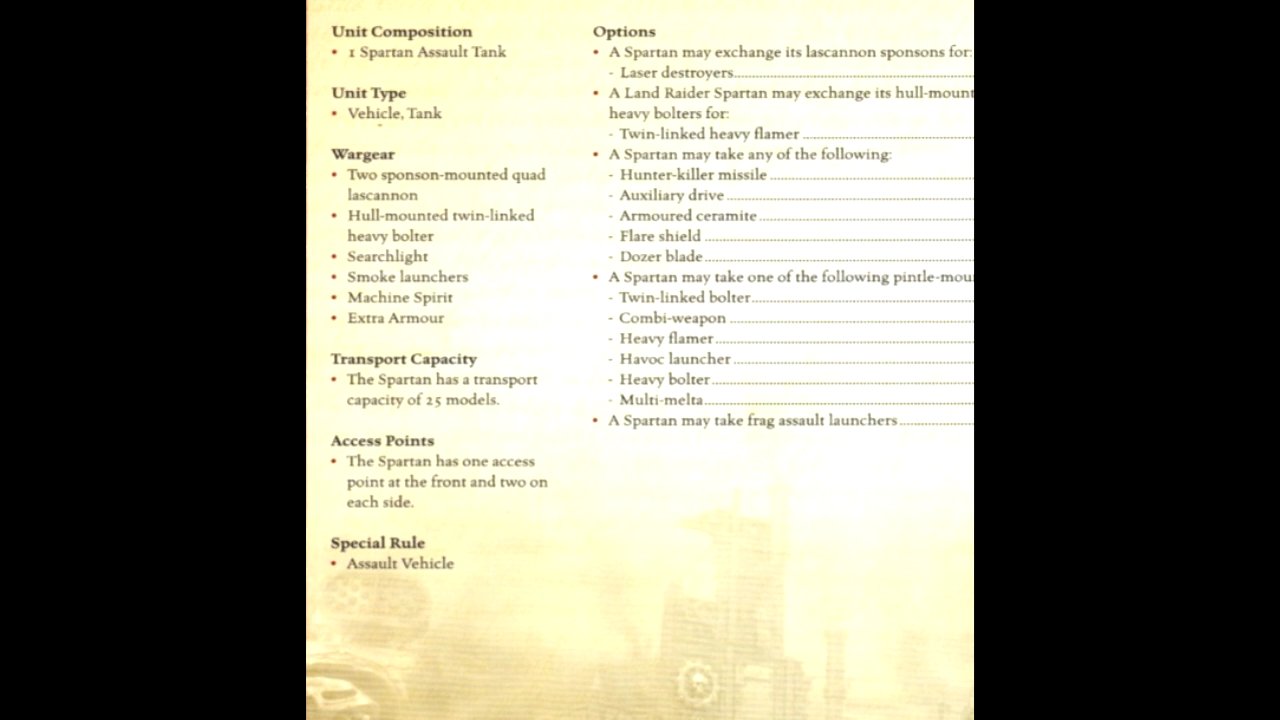 Unit Composition
• 1 Spartan Assault Tank
Unit Type
• Vehicle, Tank
Wargear
• Two sponson-mounted quad
lascannon
• Hull-mounted twin-linked
heavy bolter
• Searchlight
• Smoke launchers
• Machine Spirit
• Extra Armour
Transport Capacity
• The Spartan has a transport
capacity of 25 models.
Access Points
• The Spartan has one access
point at the front and two on
each side.
Special Rule
• Assault Vehicle
Options
• A Spartan may exchange its lascannon sponsons for:
- Laser destroyers
• A Land Raider Spartan may exchange its hull-mount
heavy bolters for:
- Twin-linked heavy flamer
• A Spartan may take any of the following:
- Hunter-killer missile
- Auxiliary drive
- Armoured ceramite
- Flare shield
- Dozer blade
• A Spartan may take one of the following pintle-mou
- Twin-linked bolter
- Combi-weapon
- Heavy flamer
- Havoc launcher
- Heavy bolter
- Multi-melta
• A Spartan may take frag assault launchers